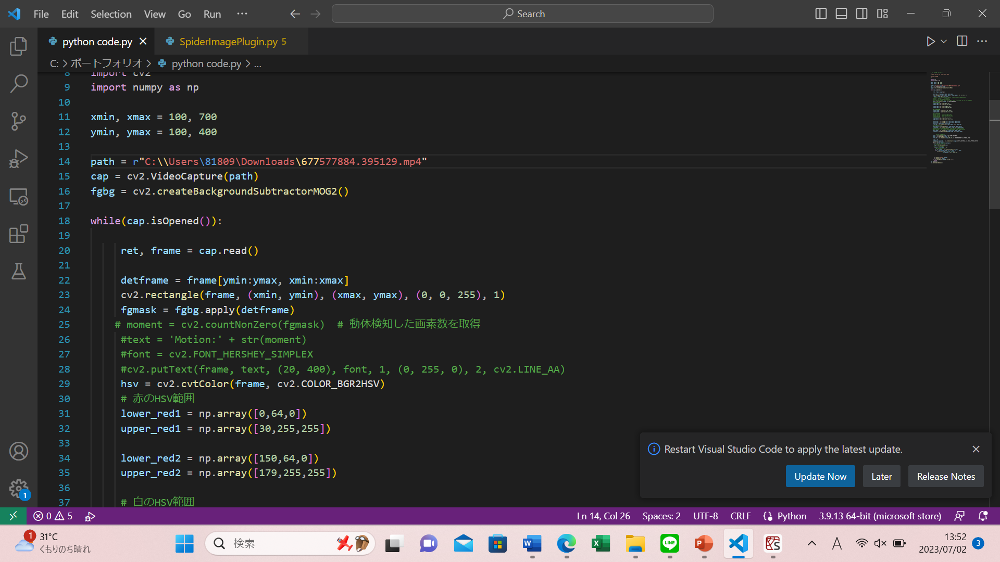 File Edit Selection View Go Run ···
Search
python code.py
SpiderImagePlugin.py 5
C: > ポートフォリオ > python code.py > ...
8 import cv2
9 import numpy as np
10
11 xmin, xmax = 100, 700
12 ymin, ymax = 100, 400
13
14 path = r"C:\\Users\81809\Downloads\677577884.395129.mp4"
15 cap = cv2.VideoCapture(path)
16 fgbg = cv2.createBackgroundSubtractorMOG2()
17
18 while(cap.isOpened()):
19
20 ret, frame = cap.read()
21
22 detframe = frame[ymin:ymax, xmin:xmax]
23 cv2.rectangle(frame, (xmin, ymin), (xmax, ymax), (0, 0, 255), 1)
24 fgmask = fgbg.apply(detframe)
25 # moment = cv2.countNonZero(fgmask)  # 動体検知した画素数を取得
26 #text = 'Motion:' + str(moment)
27 #font = cv2.FONT_HERSHEY_SIMPLEX
28 #cv2.putText(frame, text, (20, 400), font, 1, (0, 255, 0), 2, cv2.LINE_AA)
29 hsv = cv2.cvtColor(frame, cv2.COLOR_BGR2HSV)
30 # 赤のHSV範囲
31 lower_red1 = np.array([0,64,0])
32 upper_red1 = np.array([30,255,255])
33
34 lower_red2 = np.array([150,64,0])
35 upper_red2 = np.array([179,255,255])
36
37 # 白のHSV範囲
Restart Visual Studio Code to apply the latest update.
Update Now
Later
Release Notes
1
0 5
Ln 14, Col 26
Spaces: 2
UTF-8
CRLF
Python
3.9.13 64-bit (microsoft store)
1
31°C
くもりのち晴れ
検索
W
X
LINE
P
S
A
13:52
2023/07/02
3